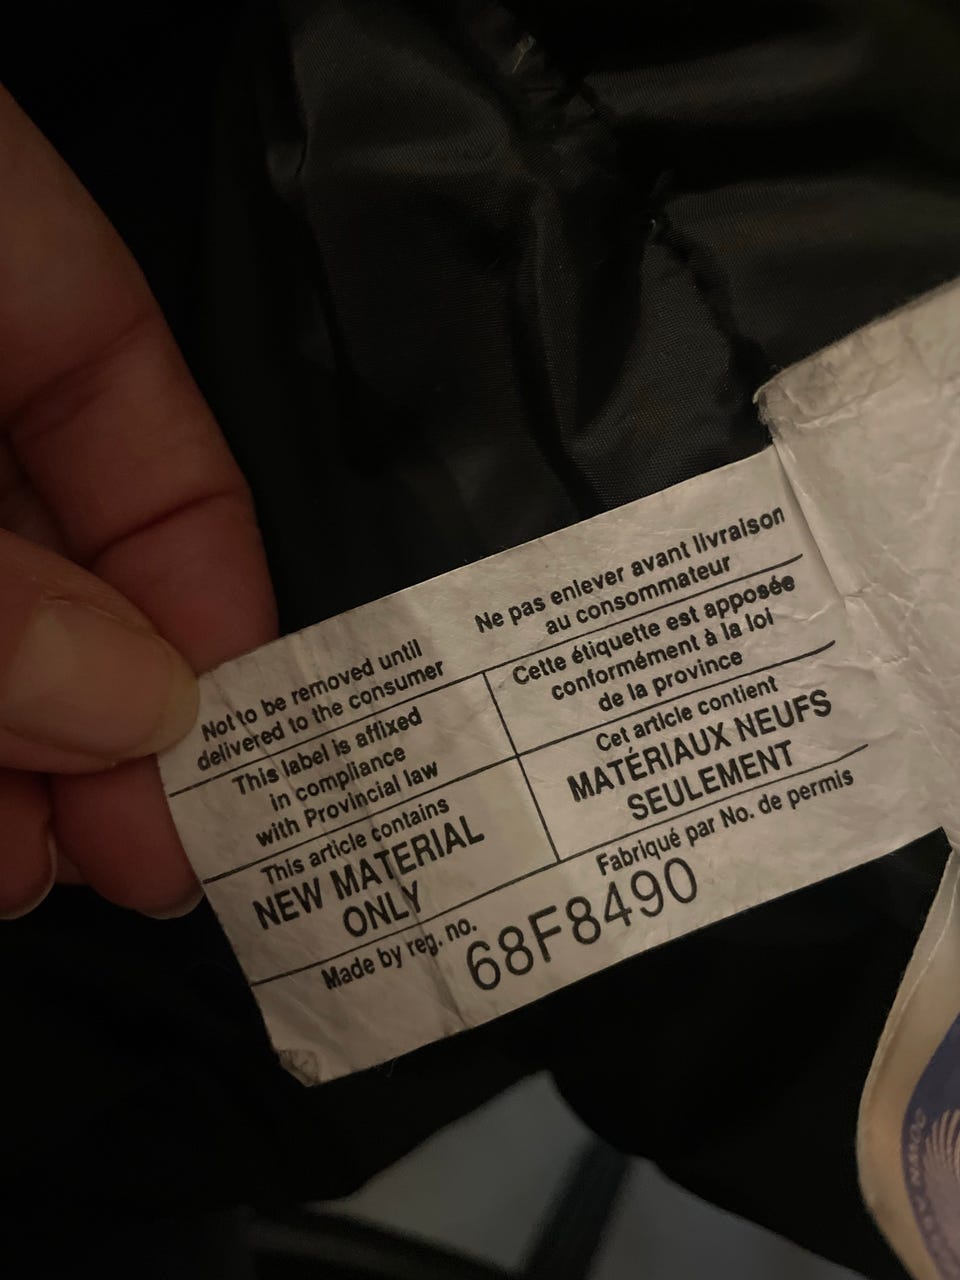 Not to be removed until
delivered to the consumer
Ne pas enlever avant livraison
au consommateur
This label is affixed
in compliance
with Provincial law
Cette étiquette est apposée
conformément à la loi
de la province
This article contains
NEW MATERIAL
ONLY
Cet article contient
MATÉRIAUX NEUFS
SEULEMENT
Made by reg. no.
Fabriqué par No. de permis
68F8490
DOWN